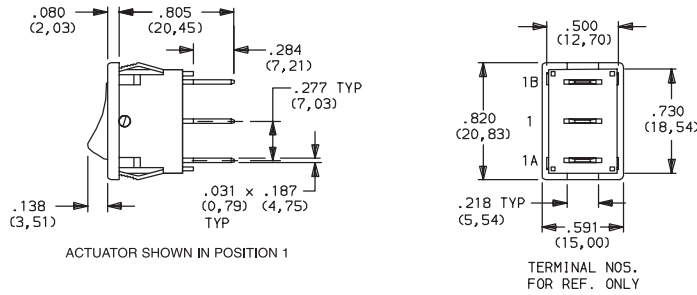 .080
(2,03)
.805
(20,45)
.284
(7,21)
.277 TYP
(7,03)
.031 x .187
(0,79) (4,75)
TYP
.138
(3,51)
ACTUATOR SHOWN IN POSITION 1
.500
(12,70)
1B
1
1A
.820
(20,83)
.730
(18,54)
.218 TYP
(5,54)
.591
(15,00)
TERMINAL NOS.
FOR REF. ONLY